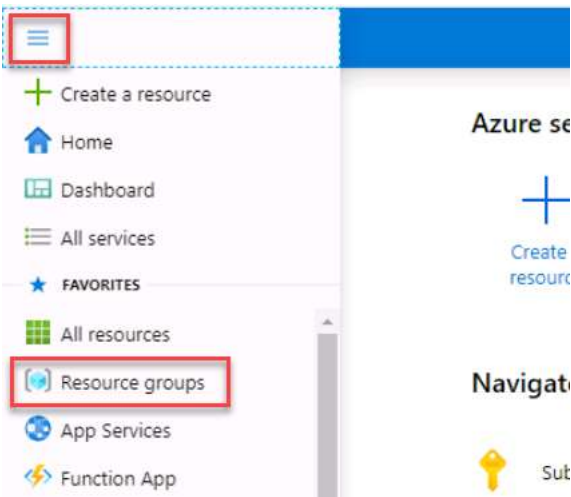 Create a resource
Home
Dashboard
All services
FAVORITES
All resources
Resource groups
App Services
Function App
Azure se
Create
resourc
Navigate
Sub